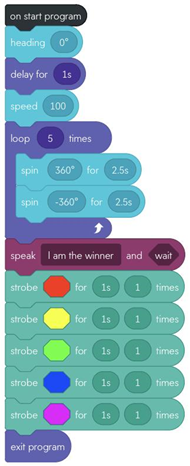 on start program
heading 0°
delay for 1s
speed 100
loop 5 times
spin 360° for 2.5s
spin -360° for 2.5s
speak I am the winner and wait
strobe for 1s 1 times
strobe for 1s 1 times
strobe for 1s 1 times
strobe for 1s 1 times
strobe for 1s 1 times
exit program